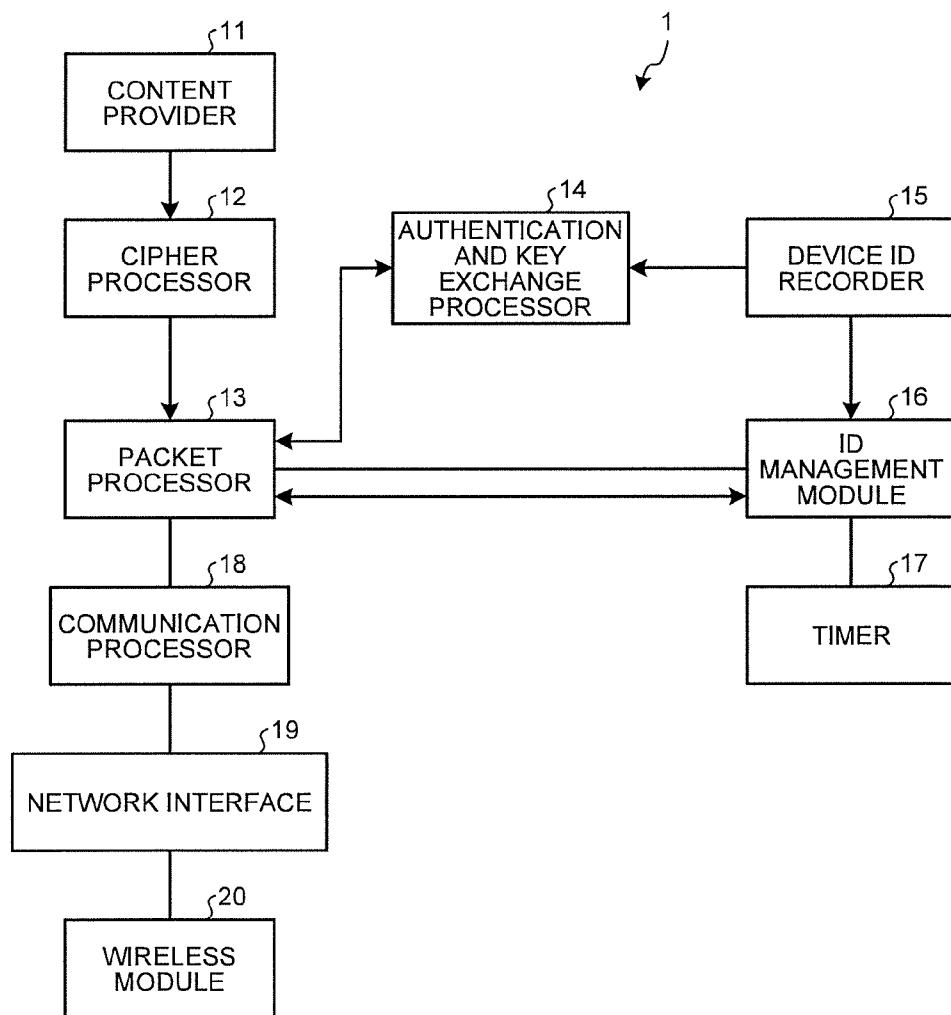 1
11
CONTENT
PROVIDER
12
CIPHER
PROCESSOR
14
AUTHENTICATION
AND KEY
EXCHANGE
PROCESSOR
15
DEVICE ID
RECORDER
13
PACKET
PROCESSOR
16
ID
MANAGEMENT
MODULE
18
COMMUNICATION
PROCESSOR
17
TIMER
19
NETWORK INTERFACE
20
WIRELESS
MODULE